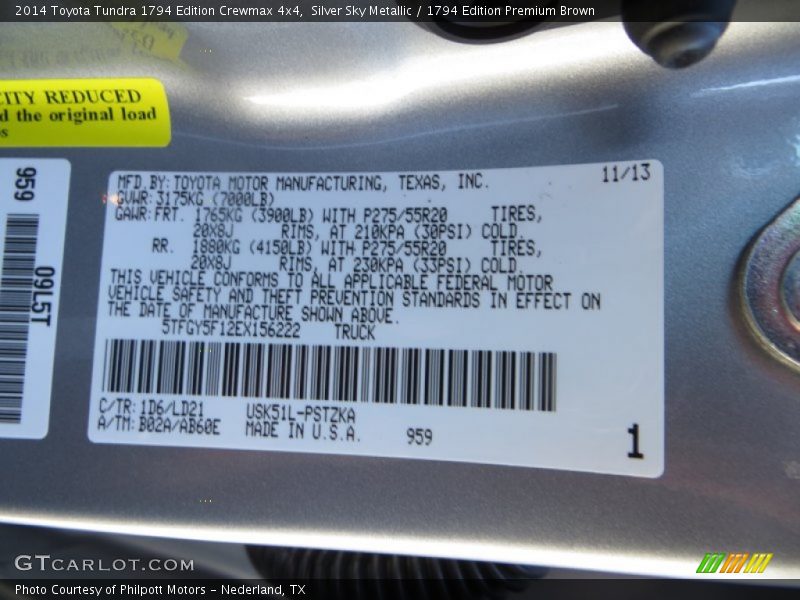 2014 Toyota Tundra 1794 Edition Crewmax 4x4,  Silver Sky Metallic / 1794 Edition Premium Brown
CITY REDUCED
d the original load
s
959
09L5T
MFD.BY:TOYOTA MOTOR MANUFACTURING, TEXAS, INC. 11/13
GVWR:3175KG (7000LB)
GAWR:FRT. 1765KG (3900LB) WITH P275/55R20 TIRES,
20X8J RIMS, AT 210KPA (30PSI) COLD.
RR. 1880KG (4150LB) WITH P275/55R20 TIRES,
20X8J RIMS, AT 230KPA (33PSI) COLD.
THIS VEHICLE CONFORMS TO ALL APPLICABLE FEDERAL MOTOR
VEHICLE SAFETY AND THEFT PREVENTION STANDARDS IN EFFECT ON
THE DATE OF MANUFACTURE SHOWN ABOVE.
5TFGY5F12EX156222 TRUCK
C/TR:1D6/LD21 USK51L-PSTZKA
A/TM:B02A/AB60E MADE IN U.S.A. 959
1
GTCARLOT.COM
Photo Courtesy of Philpott Motors - Nederland, TX